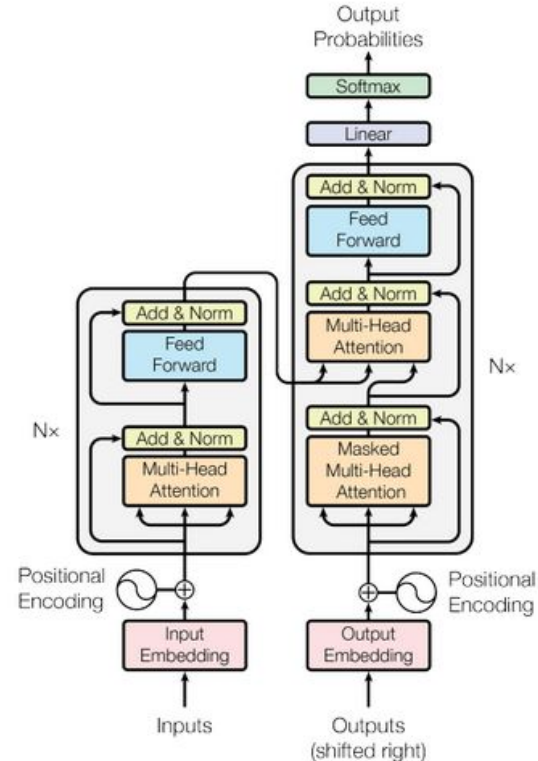 Output
Probabilities
Softmax
Linear
Add & Norm
Feed
Forward
Add & Norm
Multi-Head
Attention
Add & Norm
Masked
Multi-Head
Attention
N×
Add & Norm
Feed
Forward
Add & Norm
Multi-Head
Attention
N×
Positional
Encoding
Positional
Encoding
Input
Embedding
Output
Embedding
Inputs
Outputs
(shifted right)